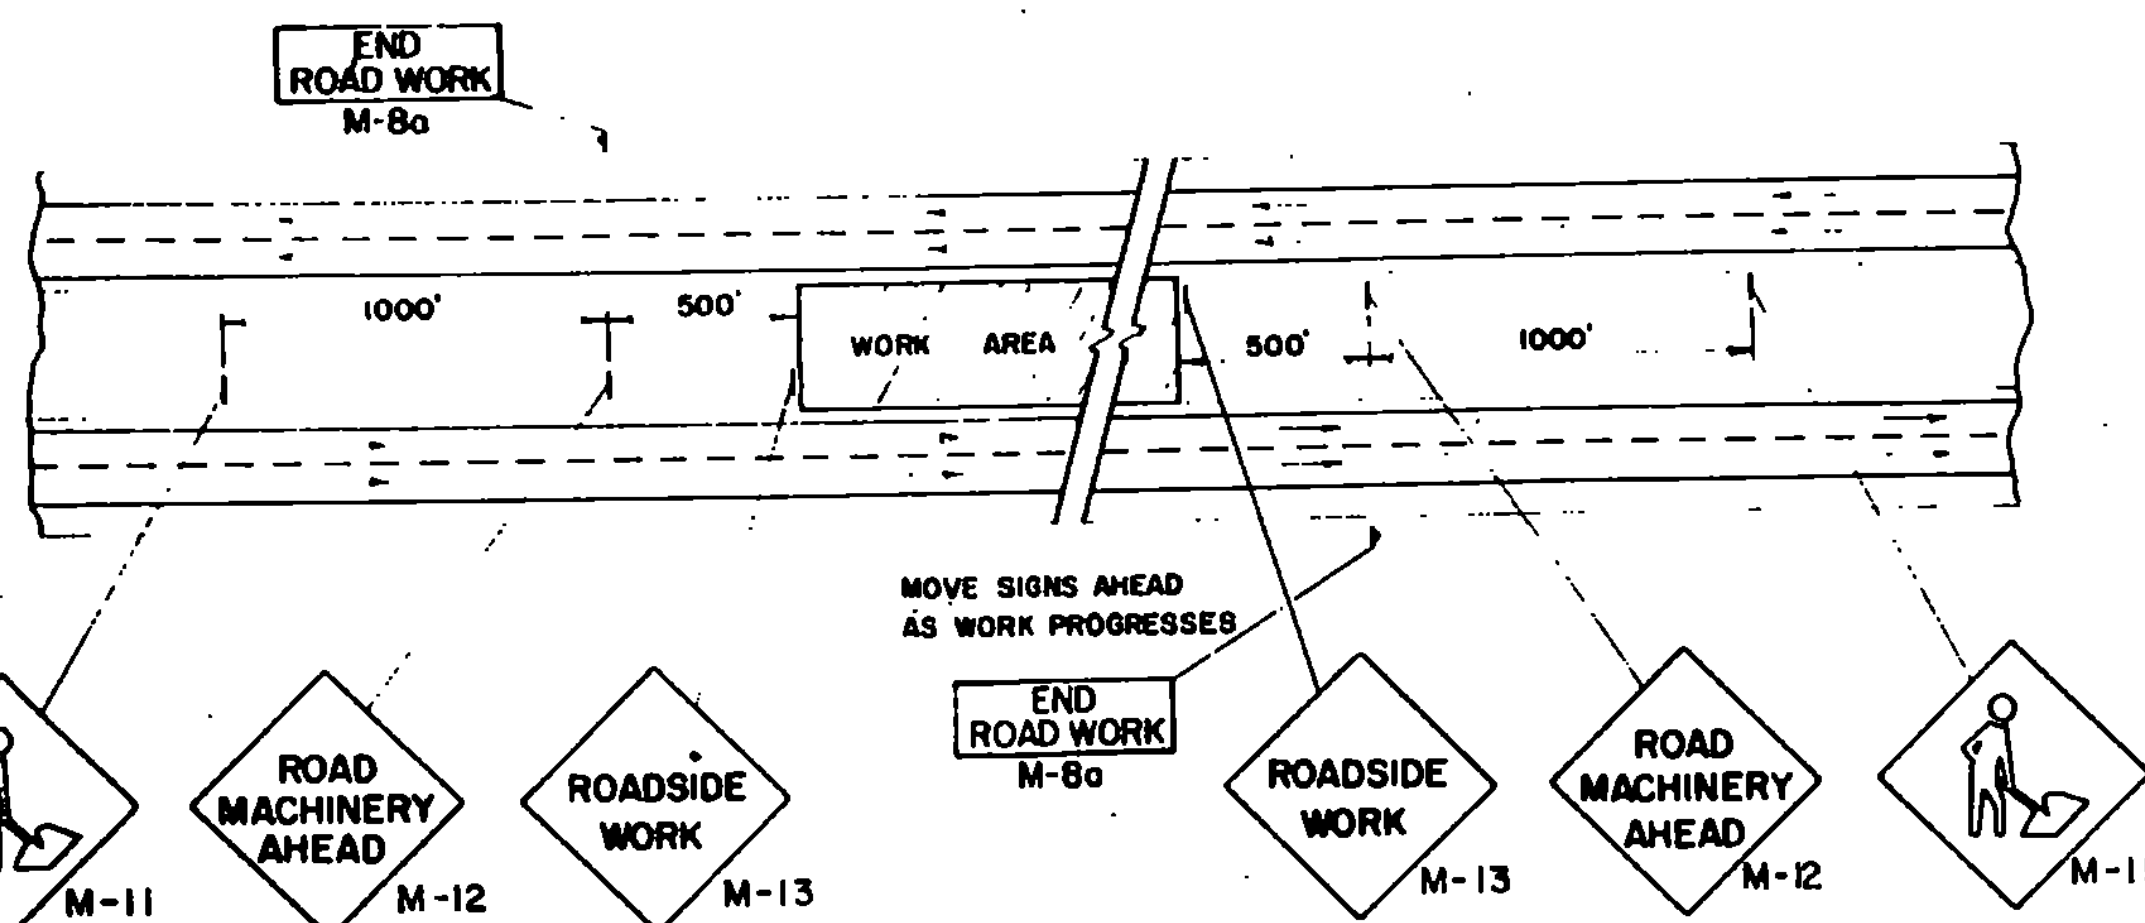 END
ROAD WORK
M-8a
1000'
500'
WORK AREA
500'
1000'
MOVE SIGNS AHEAD
AS WORK PROGRESSES
END
ROAD WORK
M-8a
M-11
ROAD
MACHINERY
AHEAD
M-12
ROADSIDE
WORK
M-13
ROADSIDE
WORK
M-13
ROAD
MACHINERY
AHEAD
M-12
M-11